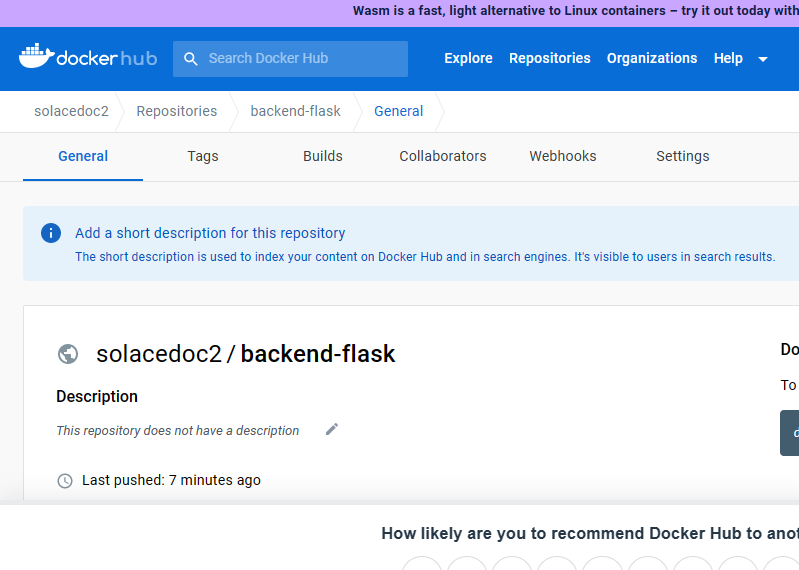 Wasm is a fast, light alternative to Linux containers – try it out today with
docker hub
Search Docker Hub
Explore Repositories Organizations Help
solacedoc2 Repositories backend-flask General
General Tags Builds Collaborators Webhooks Settings
Add a short description for this repository
The short description is used to index your content on Docker Hub and in search engines. It's visible to users in search results.
solacedoc2 / backend-flask
Do
Description
To
This repository does not have a description
d
Last pushed: 7 minutes ago
How likely are you to recommend Docker Hub to anot